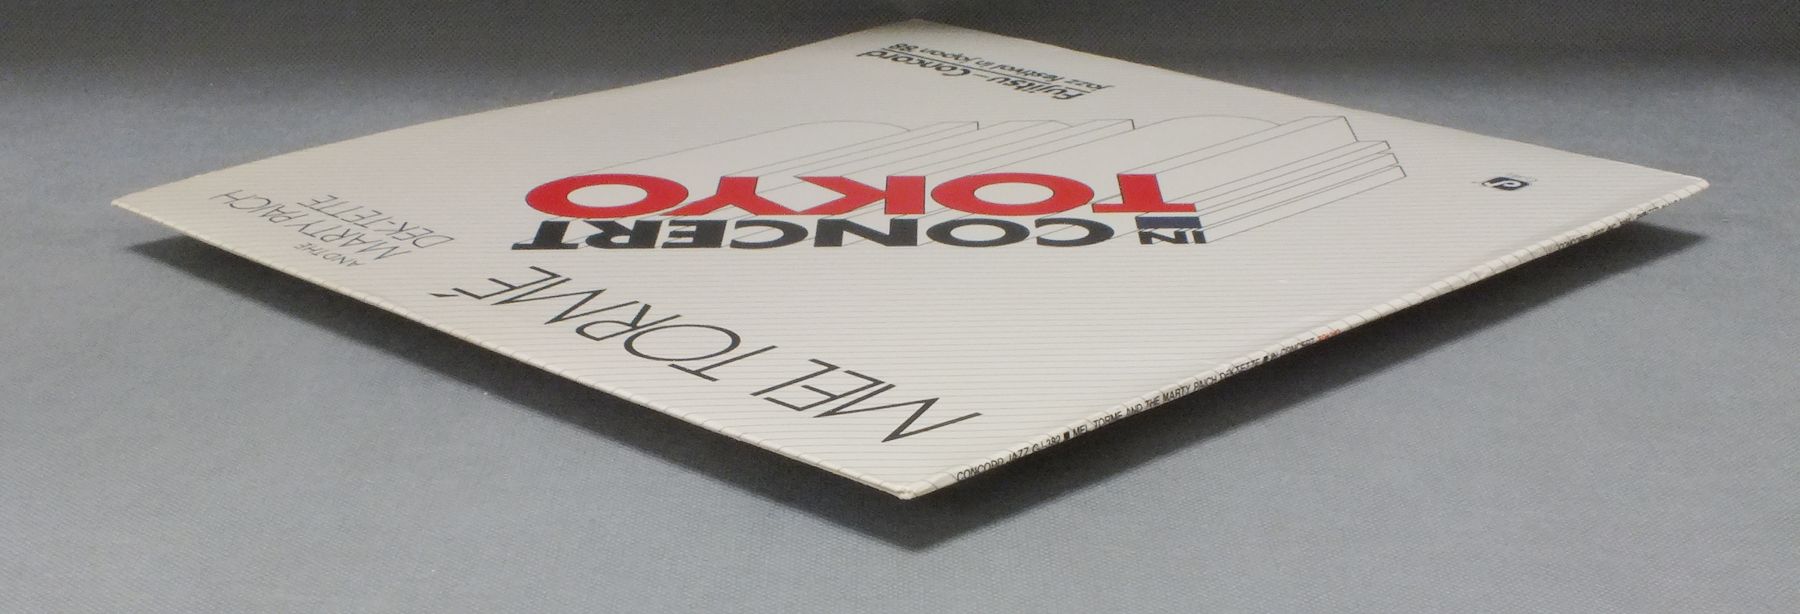 MEL TORMÉ
AND THE
MARTY PAICH
DEK-TETTE
IN CONCERT
TOKYO
Fujitsu–Concord
Jazz Festival in Japan '88
CONCORD JAZZ CJ-382 ■ MEL TORME AND THE MARTY PAICH DEK-TETTE ■ IN CONCERT TOKYO